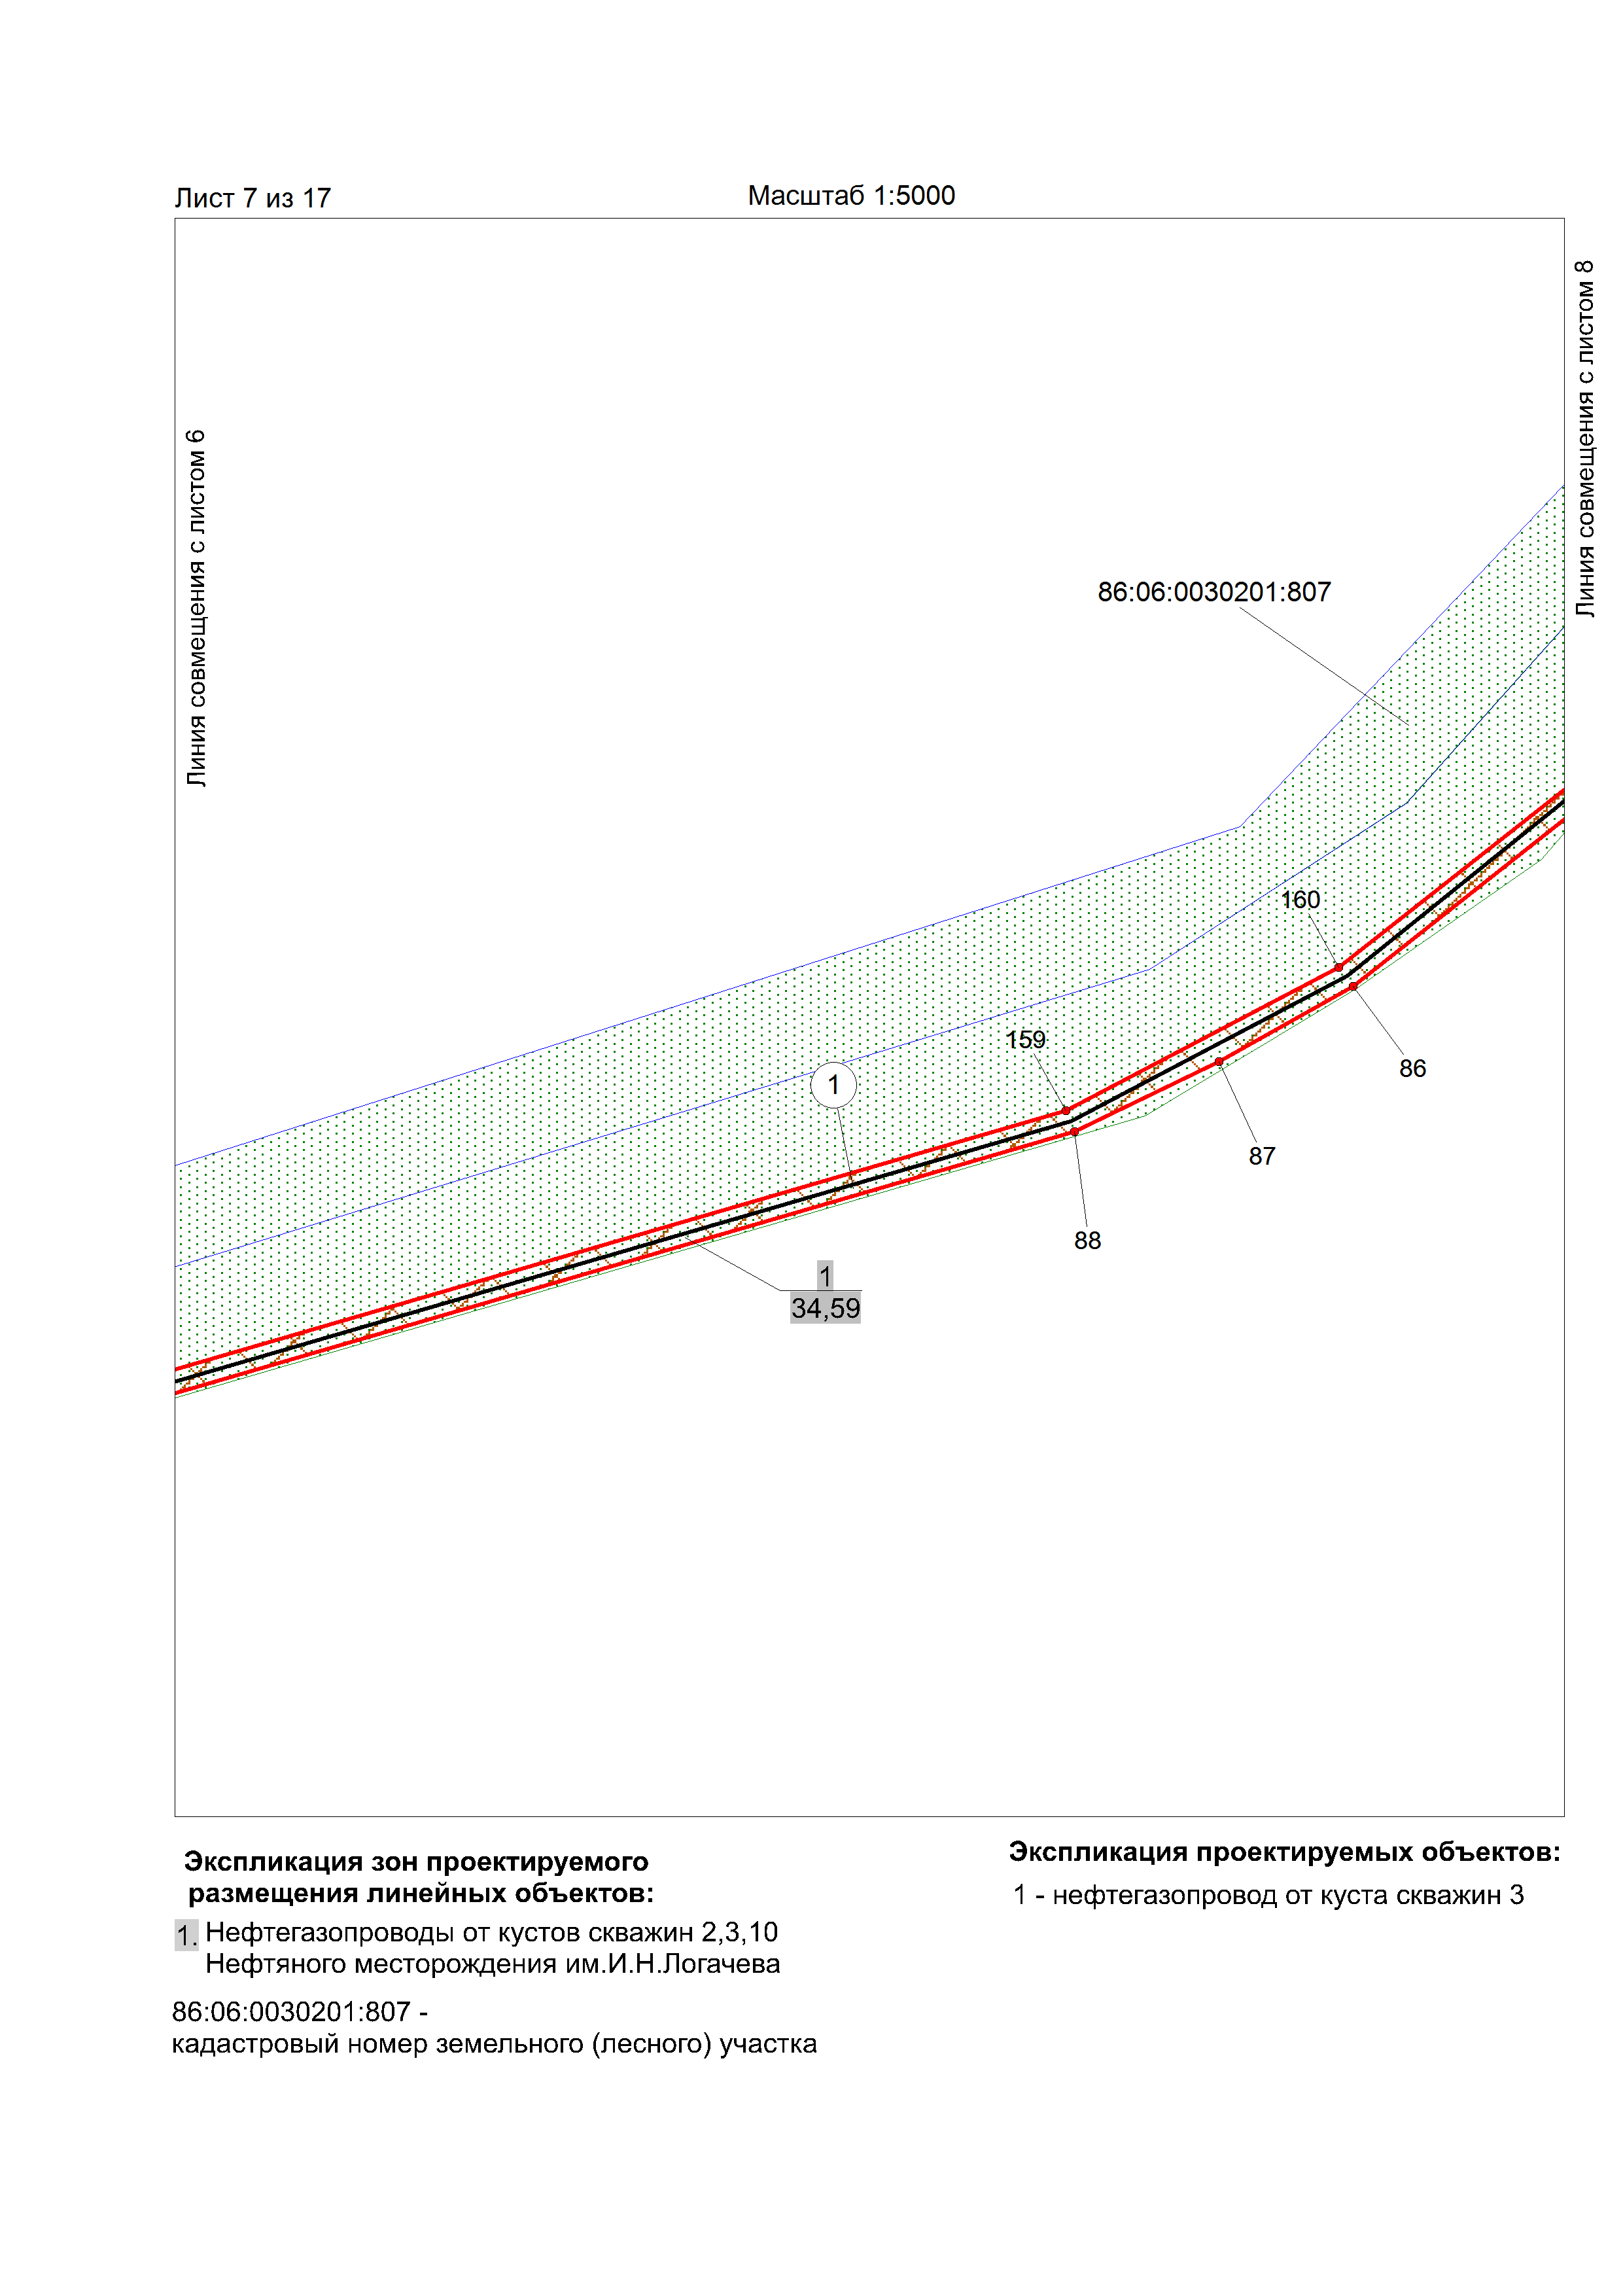 Лист 7 из 17
Масштаб 1:5000
Линия совмещения с листом 6
Линия совмещения с листом 8
86:06:0030201:807
160
159
1
86
87
88
1
34,59
Экспликация зон проектируемого
размещения линейных объектов:
1. Нефтегазопроводы от кустов скважин 2,3,10
Нефтяного месторождения им.И.Н.Логачева
86:06:0030201:807 -
кадастровый номер земельного (лесного) участка
Экспликация проектируемых объектов:
1 - нефтегазопровод от куста скважин 3